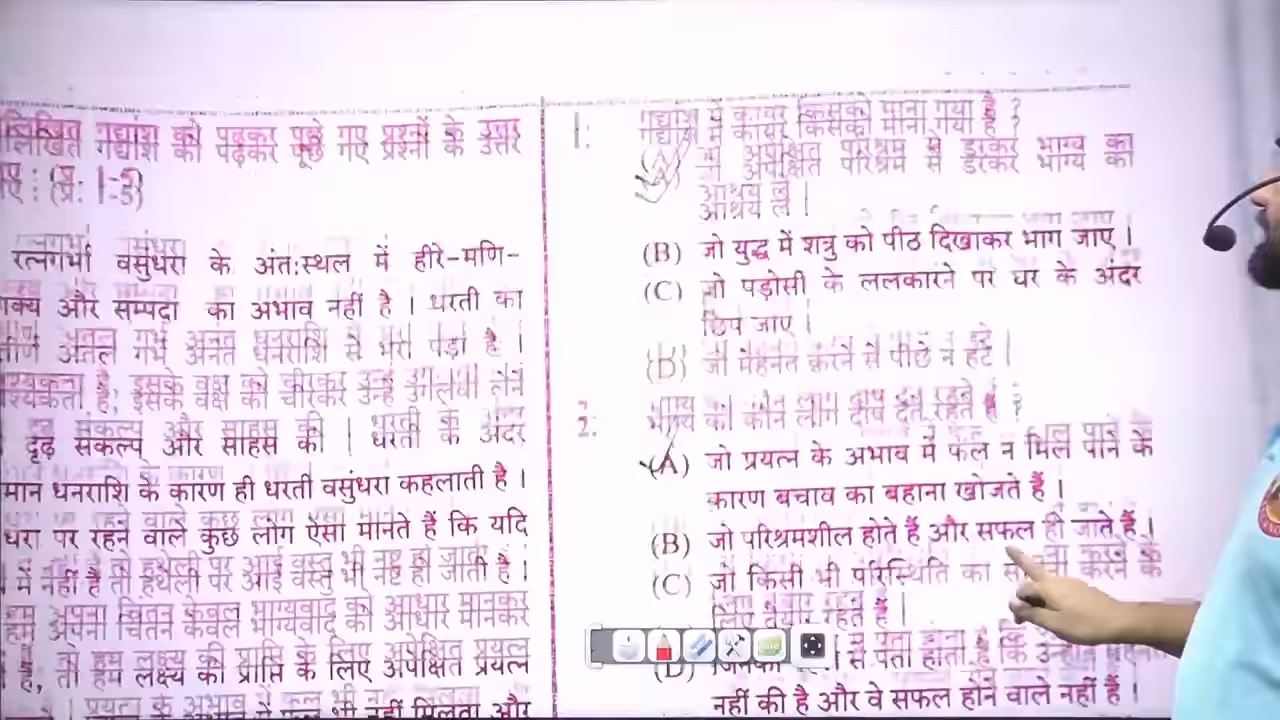 लिखित गद्यांश को पढ़कर पूछे गए प्रश्नों के उत्तर
(प्र: 1-5)
रत्नगर्भा वसुंधरा के अंत:स्थल में हीरे-मणि-
क्य और सम्पदा का अभाव नहीं है । धरती का
अतल गर्भ अनंत धनराशि से भरा पड़ा है ।
है; इसके वक्ष को चीरकर उन्हें उगलवा लेने
दृढ़ संकल्प और साहस की । धरती के अंदर
मान धनराशि के कारण ही धरती वसुंधरा कहलाती है ।
धरा पर रहने वाले कुछ लोग ऐसा मानते हैं कि यदि
में नहीं है तो हथेली पर आई वस्तु भी नष्ट हो जाती है ।
हम अपना चिंतन केवल भाग्यवाद को आधार मानकर
है, तो हम लक्ष्य की प्राप्ति के लिए अपेक्षित प्रयत्न
प्रयत्न के अभाव में फल भी नहीं मिलता और
1. गद्यांश में कायर किसको माना गया है ?
(A) जो अपेक्षित परिश्रम से डरकर भाग्य का
आश्रय ले ।
(B) जो युद्ध में शत्रु को पीठ दिखाकर भाग जाए ।
(C) जो पड़ोसी के ललकारने पर घर के अंदर
छिप जाए ।
(D) जो मेहनत करने से पीछे न हटे ।
2. भाग्य को कौन लोग दोष देते रहते हैं ?
(A) जो प्रयत्न के अभाव में फल न मिल पाने के
कारण बचाव का बहाना खोजते हैं ।
(B) जो परिश्रमशील होते हैं और सफल हो जाते हैं ।
(C) जो किसी भी परिस्थिति का सामना करने के
लिए तैयार रहते हैं ।
(D) से पता होता है कि
नहीं की है और वे सफल होने वाले नहीं हैं ।